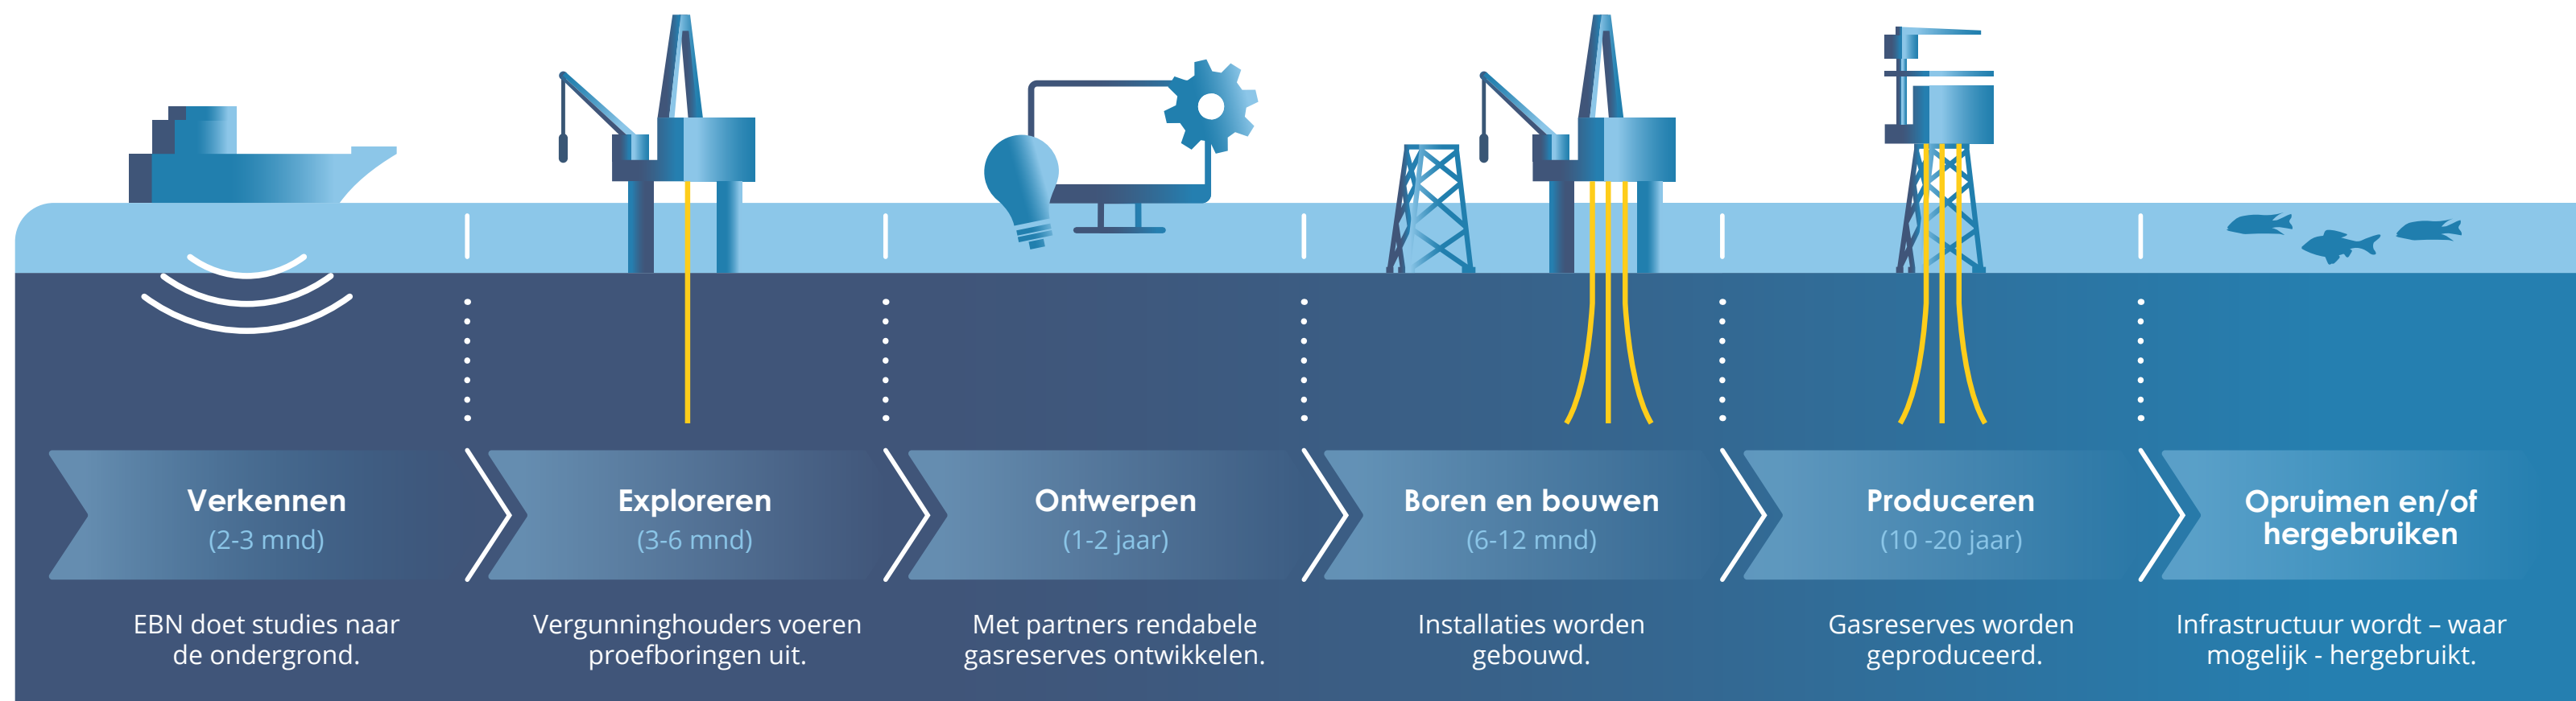 Verkennen
(2-3 mnd)
EBN doet studies naar
de ondergrond.
Exploreren
(3-6 mnd)
Vergunninghouders voeren
proefboringen uit.
Ontwerpen
(1-2 jaar)
Met partners rendabele
gasreserves ontwikkelen.
Boren en bouwen
(6-12 mnd)
Installaties worden
gebouwd.
Produceren
(10 -20 jaar)
Gasreserves worden
geproduceerd.
Opruimen en/of
hergebruiken
Infrastructuur wordt – waar
mogelijk - hergebruikt.